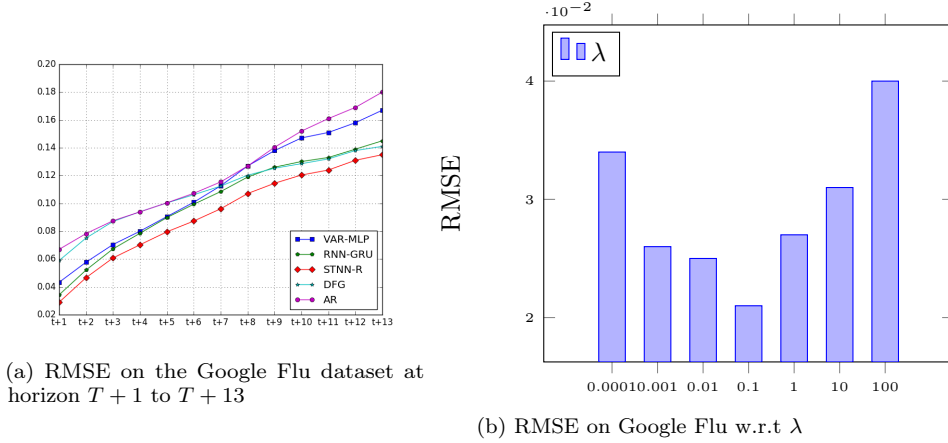 0.20
0.18
0.16
0.14
0.12
0.10
0.08
0.06
0.04
0.02
t+1 t+2 t+3 t+4 t+5 t+6 t+7 t+8 t+9 t+10 t+11 t+12 t+13
VAR-MLP
RNN-GRU
STNN-R
DFG
AR
(a) RMSE on the Google Flu dataset at
horizon T + 1 to T + 13
·10⁻²
λ
RMSE
4
3
2
0.0001 0.001 0.01 0.1 1 10 100
(b) RMSE on Google Flu w.r.t λ